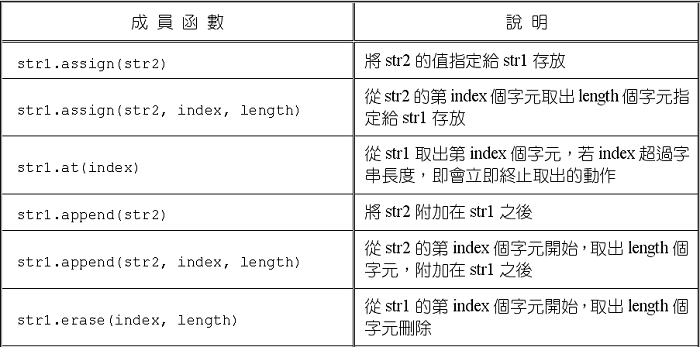 成員函數
說明
str1.assign(str2)
將 str2 的值指定給 str1 存放
str1.assign(str2, index, length)
從 str2 的第 index 個字元取出 length 個字元指
定給 str1 存放
str1.at(index)
從 str1 取出第 index 個字元，若 index 超過字
串長度，即會立即終止取出的動作
str1.append(str2)
將 str2 附加在 str1 之後
str1.append(str2, index, length)
從 str2 的第 index 個字元開始，取出 length 個
字元，附加在 str1 之後
str1.erase(index, length)
從 str1 的第 index 個字元開始，取出 length 個
字元刪除